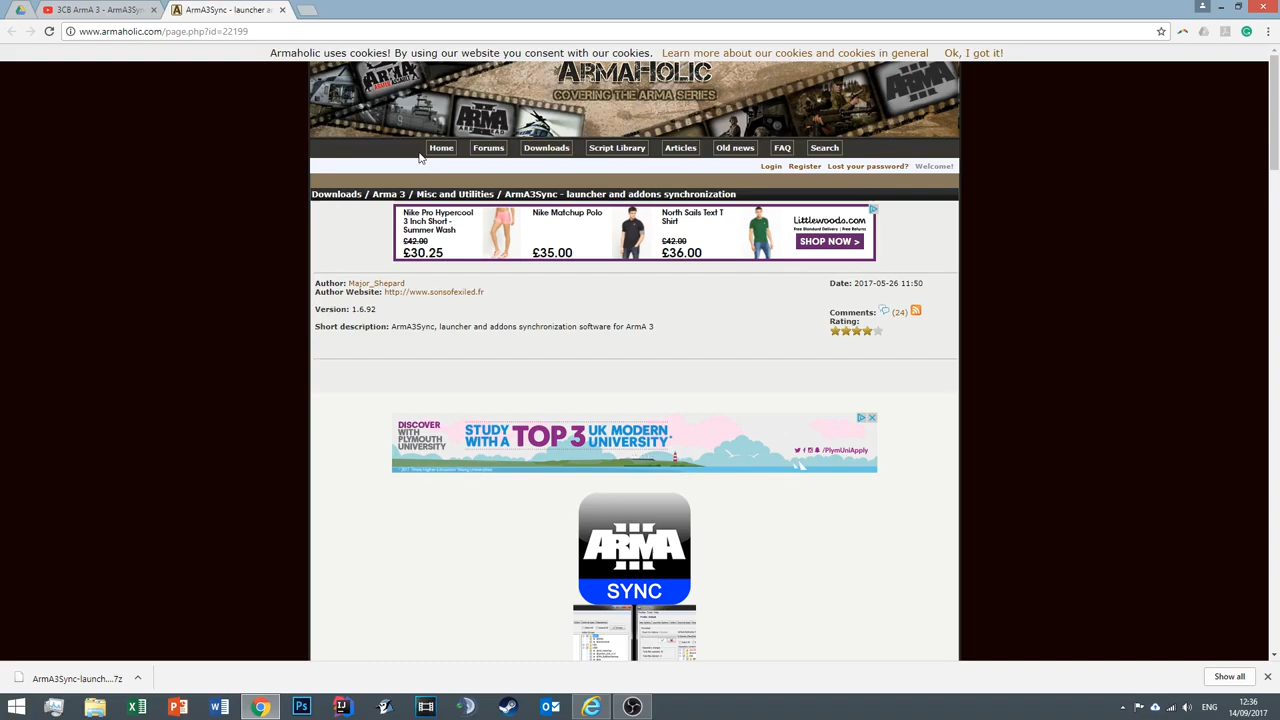 3CB ArmA 3 - ArmA3Sync
ArmA3Sync - launcher an
www.armaholic.com/page.php?id=22199
Armaholic uses cookies! By using our website you consent with our cookies. Learn more about our cookies and cookies in general Ok, I got it!
ARMAHOLIC
COVERING THE ARMA SERIES
Home Forums Downloads Script Library Articles Old news FAQ Search
Login Register Lost your password? Welcome!
Downloads / Arma 3 / Misc and Utilities / ArmA3Sync - launcher and addons synchronization
Nike Pro Hypercool
3 Inch Short -
Summer Wash
£42.00
£30.25
Nike Matchup Polo
£35.00
North Sails Text T
Shirt
£42.00
£36.00
Littlewoods.com
Free Standard Delivery | Free Returns
SHOP NOW >
Author: Major_Shepard
Author Website: http://www.sonsofexiled.fr
Version: 1.6.92
Short description: ArmA3Sync, launcher and addons synchronization software for ArmA 3
Date: 2017-05-26 11:50
Comments: (24)
Rating:
DISCOVER
WITH
PLYMOUTH
UNIVERSITY
STUDY
WITH A
TOP 3
UK MODERN
UNIVERSITY*
/PlymUniApply
ARMA
III
SYNC
ArmA3Sync-launch....7z
Show all
ENG
12:36
14/09/2017